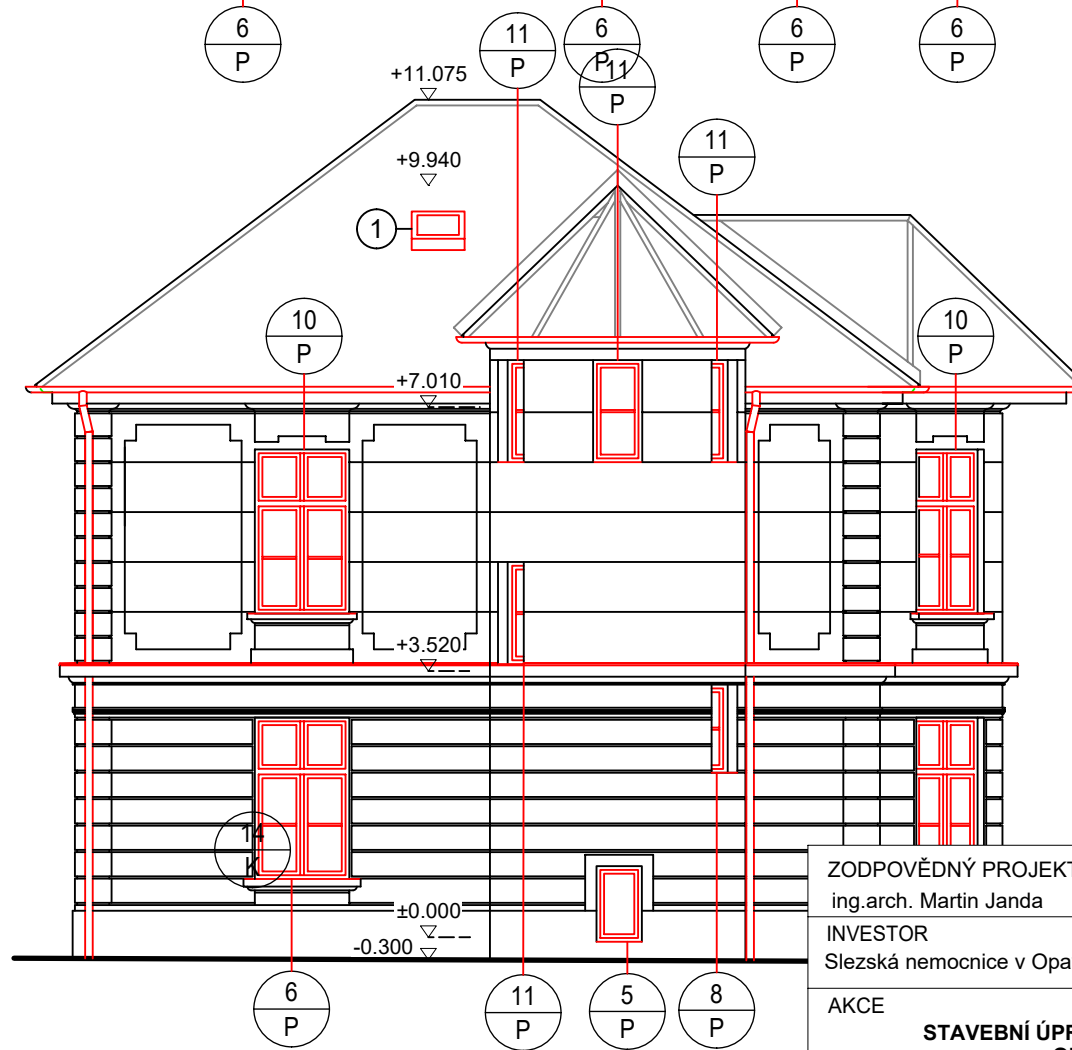 6
P
11
P
6
P
6
P
6
P
11
P
+11.075
11
P
+9.940
1
10
P
10
P
+7.010
+3.520
14
K
±0.000
-0.300
6
P
11
P
5
P
8
P
ZODPOVĚDNÝ PROJEKT
ing.arch. Martin Janda
INVESTOR
Slezská nemocnice v Opa
AKCE